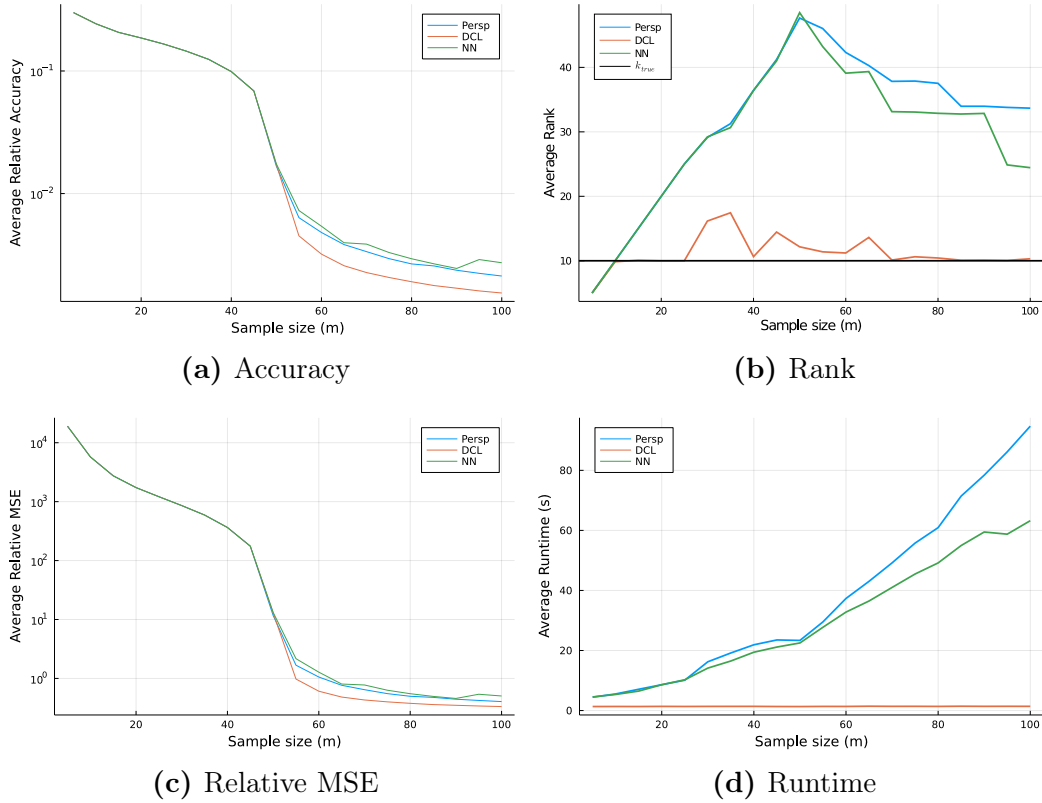 Average Relative Accuracy
10^{-1}
10^{-2}
Persp
DCL
NN
20
40
60
80
100
Sample size (m)
(a) Accuracy
Average Rank
40
30
20
10
Persp
DCL
NN
k_{true}
20
40
60
80
100
Sample size (m)
(b) Rank
Average Relative MSE
10^4
10^3
10^2
10^1
10^0
Persp
DCL
NN
20
40
60
80
100
Sample size (m)
(c) Relative MSE
Average Runtime (s)
80
60
40
20
0
Persp
DCL
NN
20
40
60
80
100
Sample size (m)
(d) Runtime